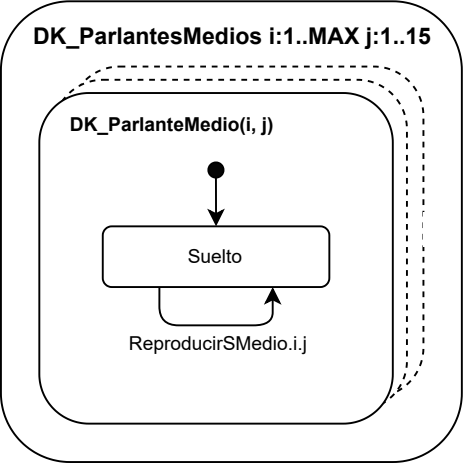 DK_ParlantesMedios i:1..MAX j:1..15
DK_ParlanteMedio(i, j)
Suelto
ReproducirSMedio.i.j